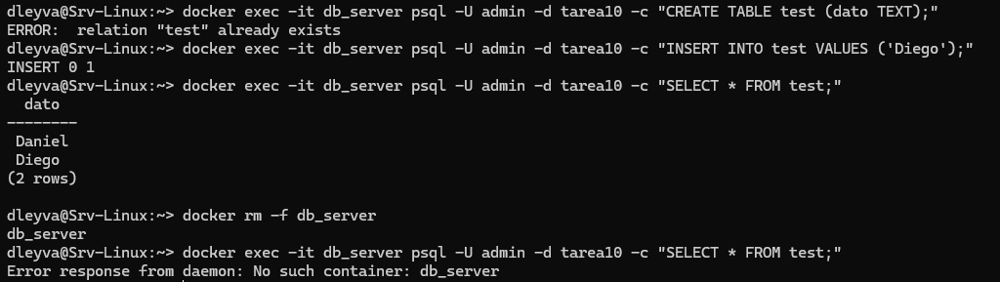 dleyva@Srv-Linux:~> docker exec -it db_server psql -U admin -d tarea10 -c "CREATE TABLE test (dato TEXT);"
ERROR:  relation "test" already exists
dleyva@Srv-Linux:~> docker exec -it db_server psql -U admin -d tarea10 -c "INSERT INTO test VALUES ('Diego');"
INSERT 0 1
dleyva@Srv-Linux:~> docker exec -it db_server psql -U admin -d tarea10 -c "SELECT * FROM test;"
  dato
--------
 Daniel
 Diego
(2 rows)

dleyva@Srv-Linux:~> docker rm -f db_server
db_server
dleyva@Srv-Linux:~> docker exec -it db_server psql -U admin -d tarea10 -c "SELECT * FROM test;"
Error response from daemon: No such container: db_server